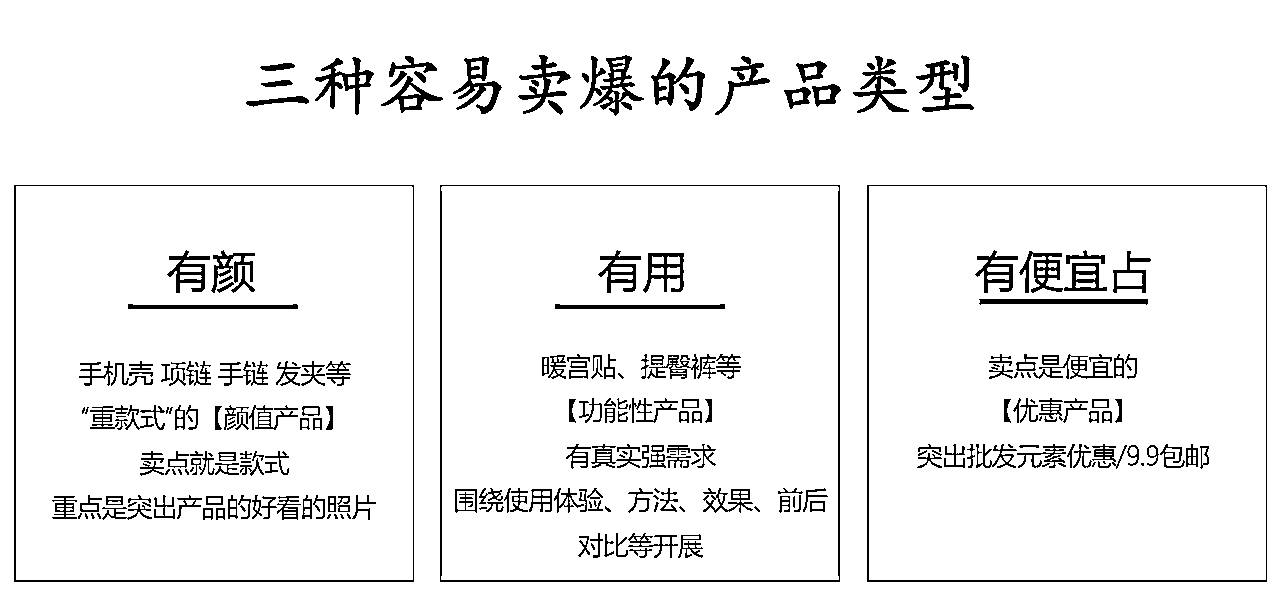 三种容易卖爆的产品类型
有颜
手机壳 项链 手链 发夹等
“重款式”的【颜值产品】
卖点就是款式
重点是突出产品的好看的照片
有用
暖宫贴、提臀裤等
【功能性产品】
有真实强需求
围绕使用体验、方法、效果、前后
对比等开展
有便宜占
卖点是便宜的
【优惠产品】
突出批发元素优惠/9.9包邮